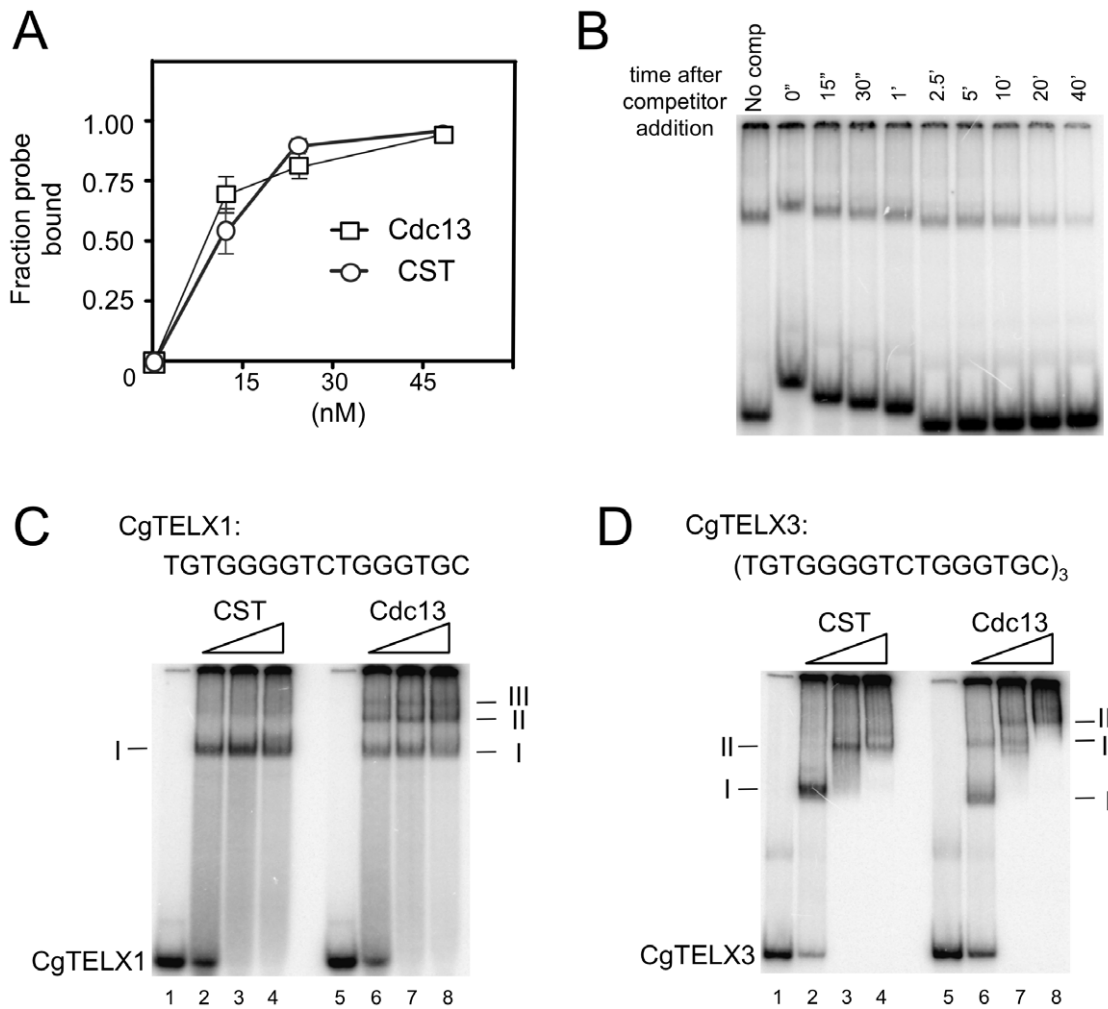 A
1.00
0.75
0.50
0.25
0
15
30
45
(nM)
Fraction probe
bound
Cdc13
CST
B
time after
competitor
addition
No comp
0"
15"
30"
1'
2.5'
5'
10'
20'
40'
C
CgTELX1:
TGTGGGGTCTGGGTGC
CST
Cdc13
I
III
II
I
CgTELX1
1 2 3 4 5 6 7 8
D
CgTELX3:
(TGTGGGGTCTGGGTGC)3
CST
Cdc13
II
I
CgTELX3
1 2 3 4 5 6 7 8